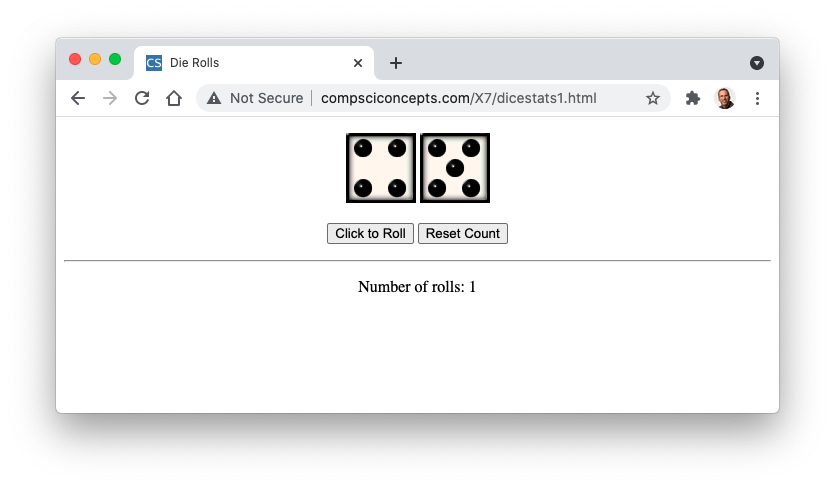 CS Die Rolls
Not Secure | compsciconcepts.com/X7/dicestats1.html
Click to Roll Reset Count
Number of rolls: 1